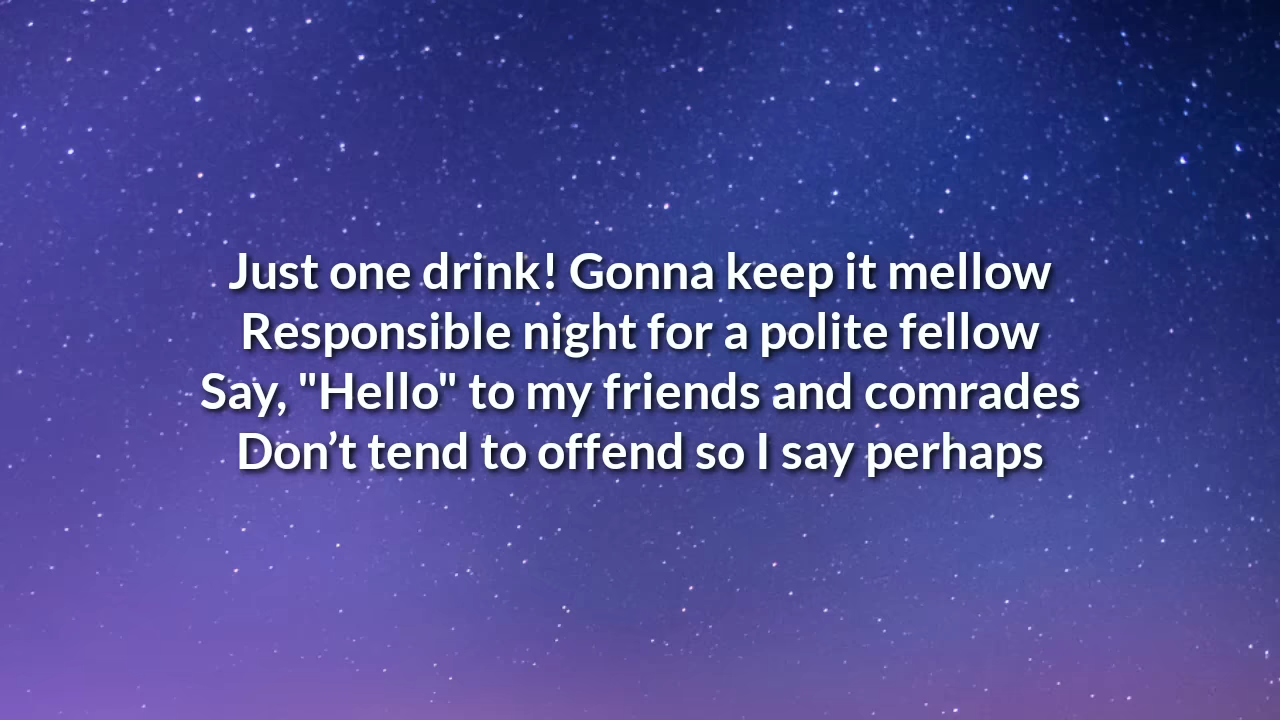 Just one drink! Gonna keep it mellow
Responsible night for a polite fellow
Say, "Hello" to my friends and comrades
Don’t tend to offend so I say perhaps